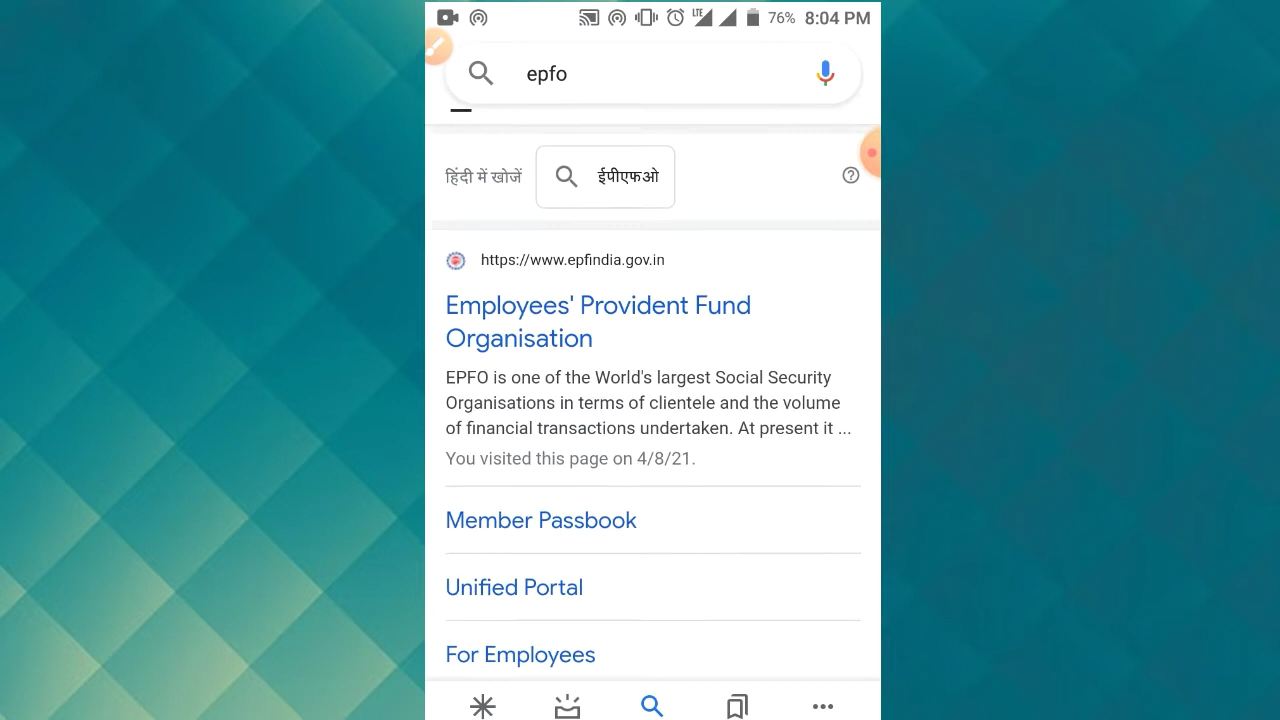 LTE 76% 8:04 PM
epfo
हिंदी में खोजें ईपीएफओ
https://www.epfindia.gov.in
Employees' Provident Fund
Organisation
EPFO is one of the World's largest Social Security
Organisations in terms of clientele and the volume
of financial transactions undertaken. At present it ...
You visited this page on 4/8/21.
Member Passbook
Unified Portal
For Employees